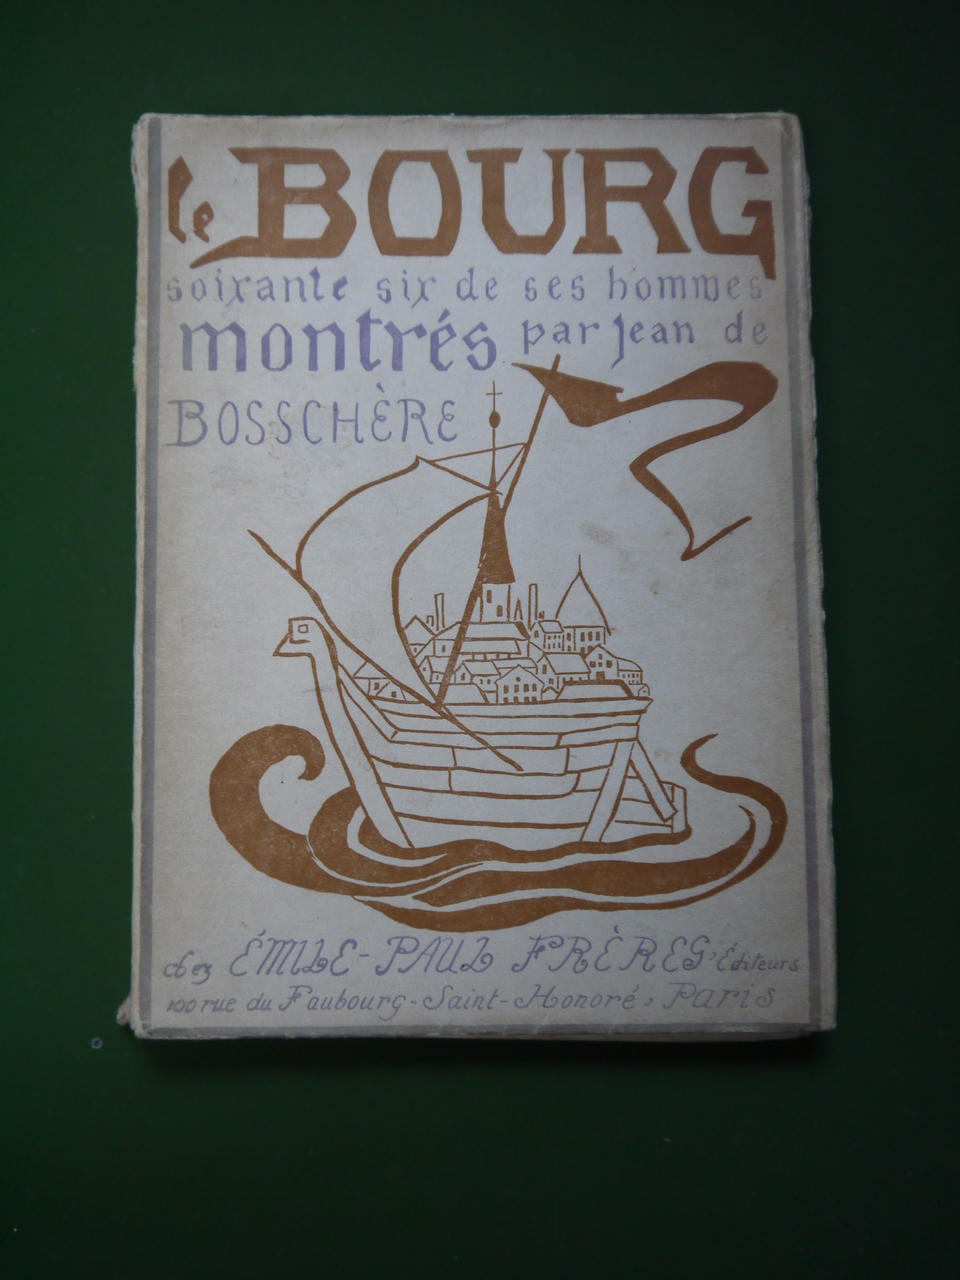 le BOURG
soixante six de ses hommes
montrés par Jean de
BOSSCHÈRE
chez ÉMILE-PAUL FRÈRES, Éditeurs
100 rue du Faubourg-Saint-Honoré, Paris